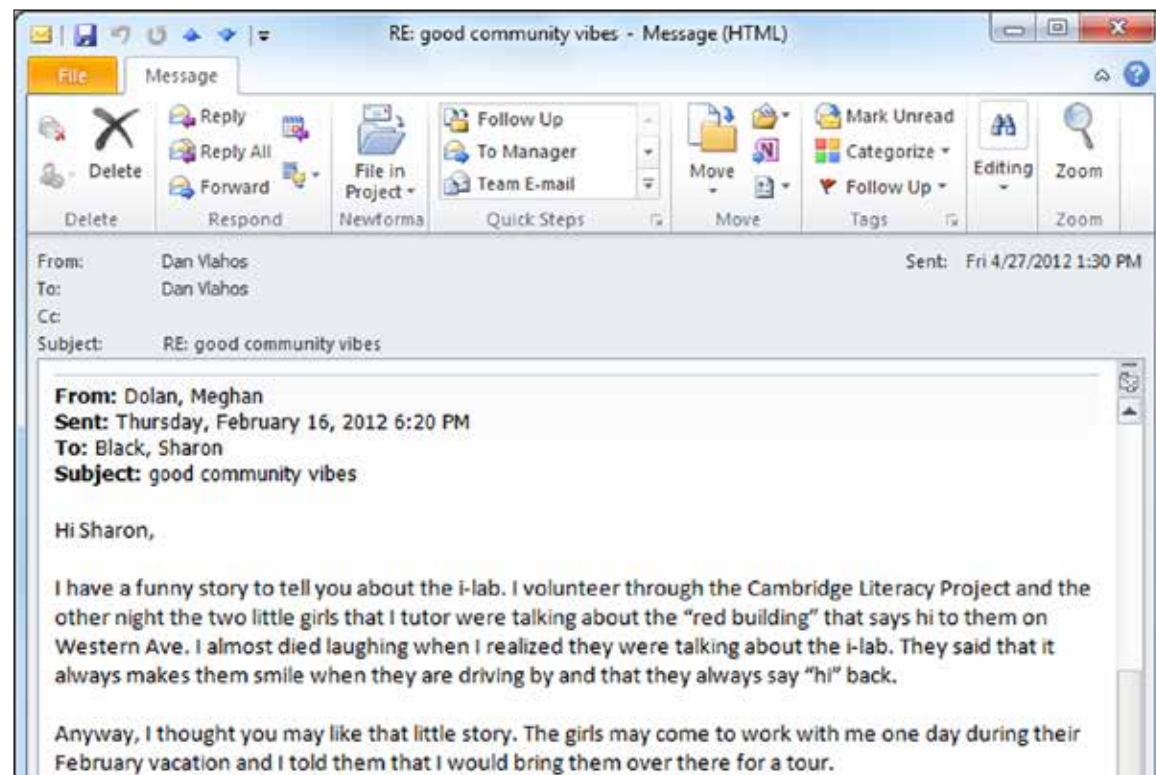 RE: good community vibes - Message (HTML)
File Message
Delete
Reply
Reply All
Forward
File in
Project
Follow Up
To Manager
Team E-mail
Move
Mark Unread
Categorize
Follow Up
Editing
Zoom
Delete Respond Newforma Quick Steps Move Tags Zoom
From: Dan Vlahos Sent: Fri 4/27/2012 1:30 PM
To: Dan Vlahos
Cc:
Subject: RE: good community vibes
From: Dolan, Meghan
Sent: Thursday, February 16, 2012 6:20 PM
To: Black, Sharon
Subject: good community vibes
Hi Sharon,
I have a funny story to tell you about the i-lab. I volunteer through the Cambridge Literacy Project and the
other night the two little girls that I tutor were talking about the “red building” that says hi to them on
Western Ave. I almost died laughing when I realized they were talking about the i-lab. They said that it
always makes them smile when they are driving by and that they always say “hi” back.
Anyway, I thought you may like that little story. The girls may come to work with me one day during their
February vacation and I told them that I would bring them over there for a tour.